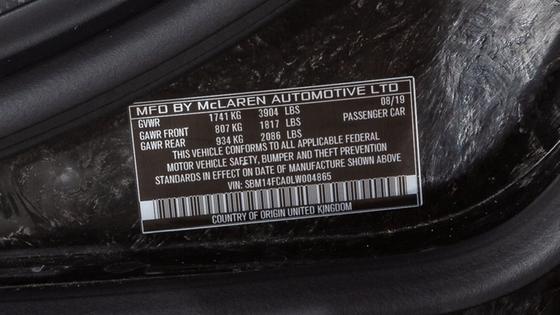 MFD BY McLAREN AUTOMOTIVE LTD
GVWR 1741 KG 3904 LBS 08/19
GAWR FRONT 807 KG 1817 LBS PASSENGER CAR
GAWR REAR 934 KG 2086 LBS
THIS VEHICLE CONFORMS TO ALL APPLICABLE FEDERAL
MOTOR VEHICLE SAFETY, BUMPER AND THEFT PREVENTION
STANDARDS IN EFFECT ON DATE OF MANUFACTURE SHOWN ABOVE
VIN: SBM14FCA0LW004865
COUNTRY OF ORIGIN UNITED KINGDOM